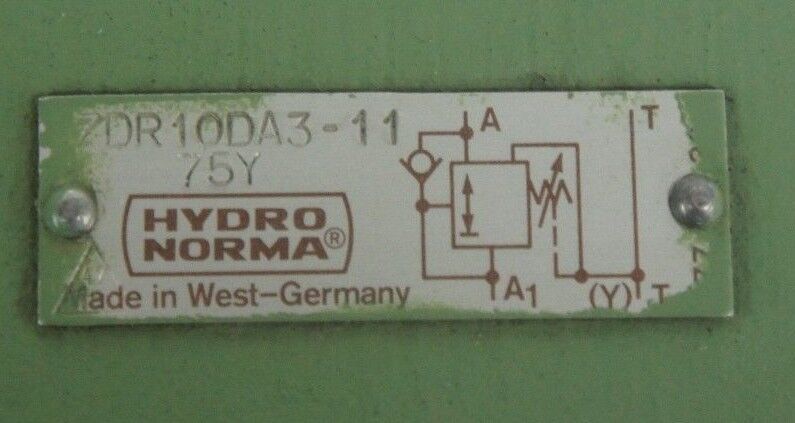 ZDR10DA3-11
75Y
HYDRO
NORMA®
Made in West-Germany
A
T
A1
(Y)
T